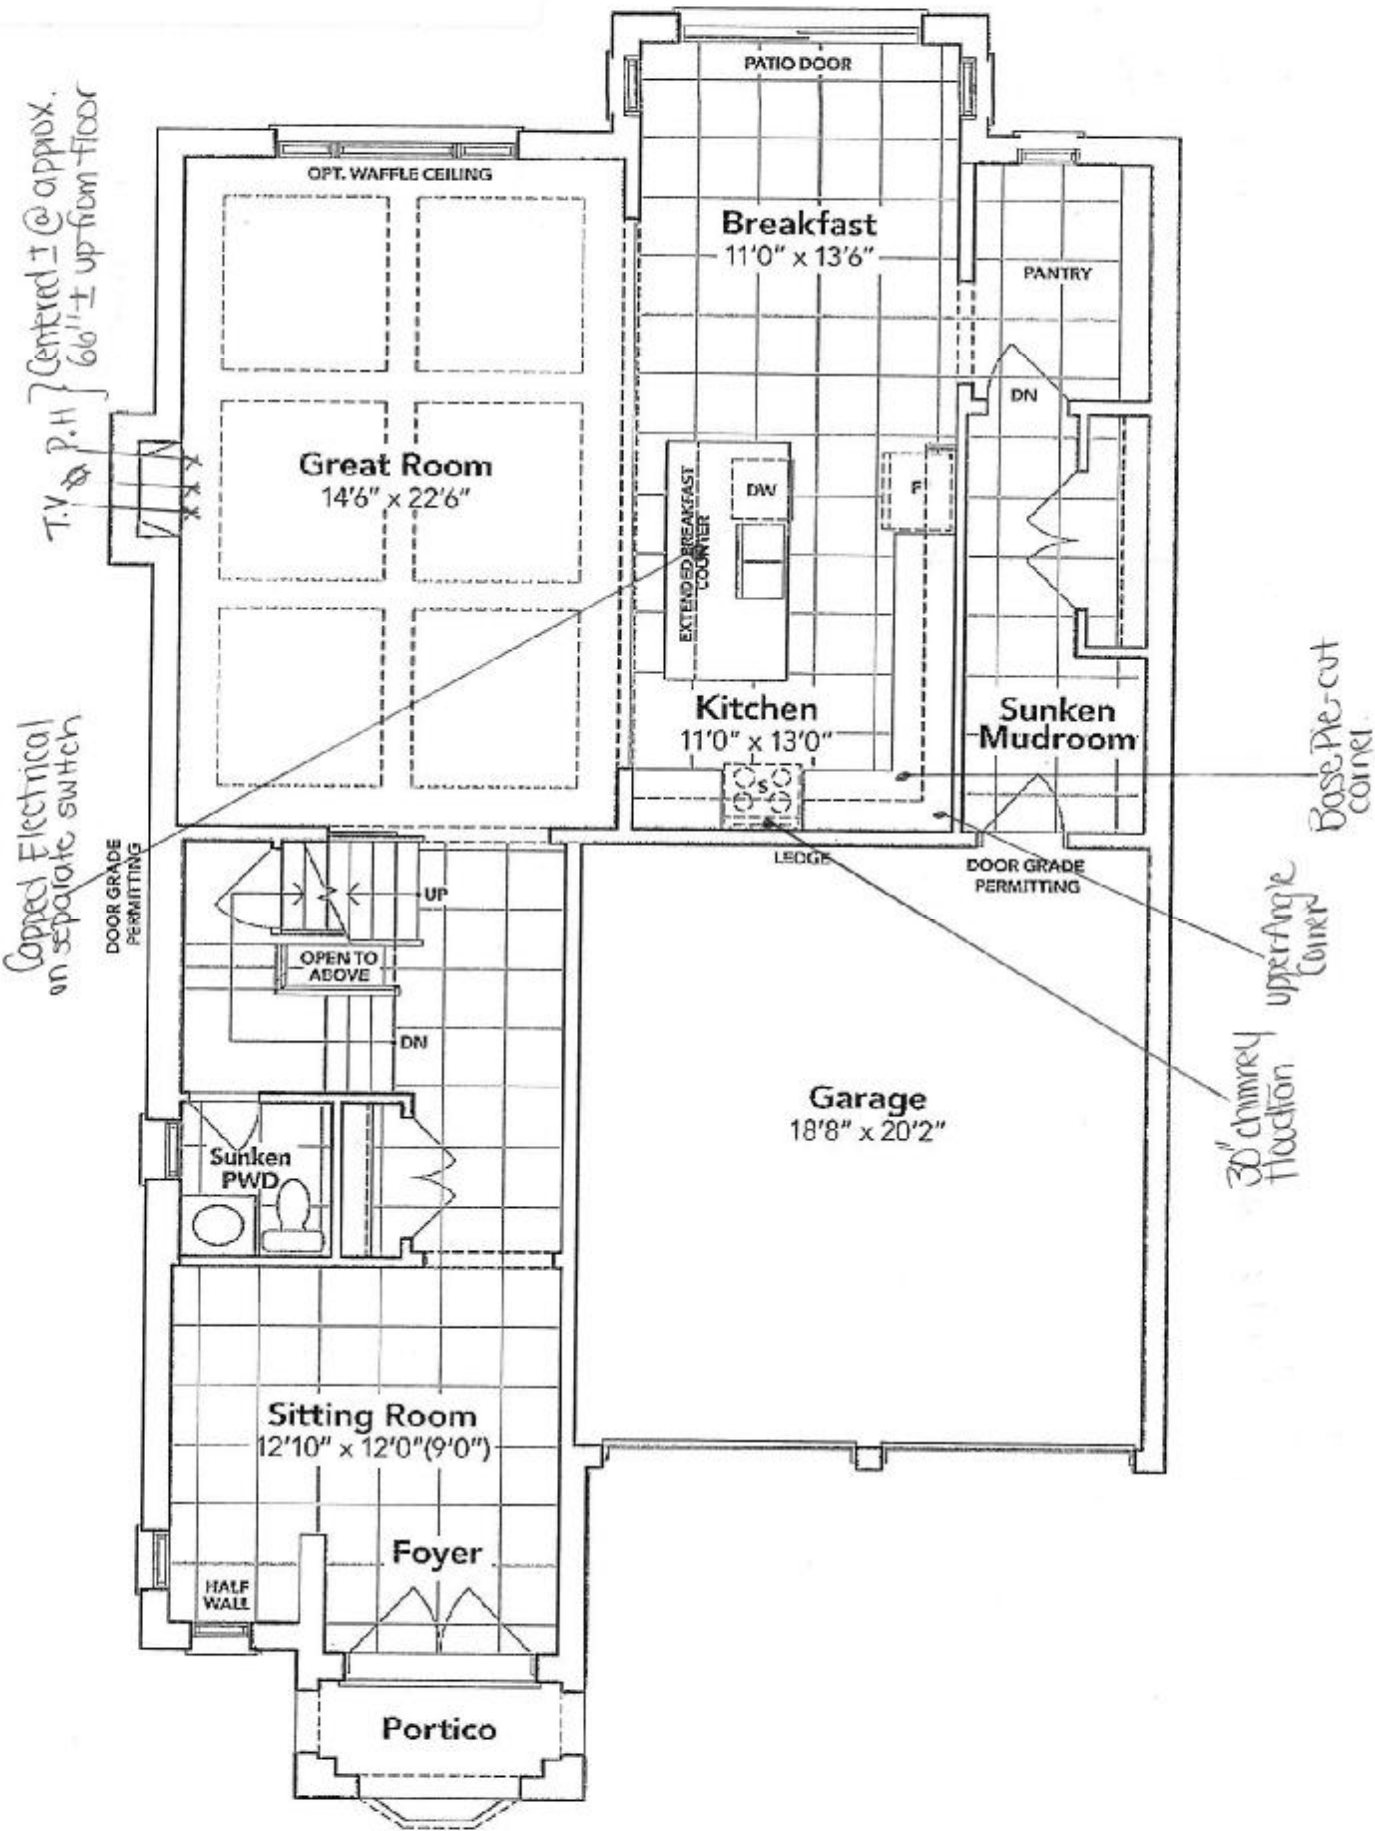 PATIO DOOR
OPT. WAFFLE CEILING
Breakfast
11'0" x 13'6"
PANTRY
DN
Great Room
14'6" x 22'6"
T.V P.H } Centered ± @ approx.
66"± up from floor
EXTENDED BREAKFAST
COUNTER
DW
F
Kitchen
11'0" x 13'0"
S
Sunken
Mudroom
Base Pie-cut
corner
Capped Electrical
on separate switch
DOOR GRADE
PERMITTING
LEDGE
DOOR GRADE
PERMITTING
UP
OPEN TO
ABOVE
DN
upper Angle
Corner
30" chimney
Garage
18'8" x 20'2"
Sunken
PWD
Sitting Room
12'10" x 12'0"(9'0")
Foyer
HALF
WALL
Portico